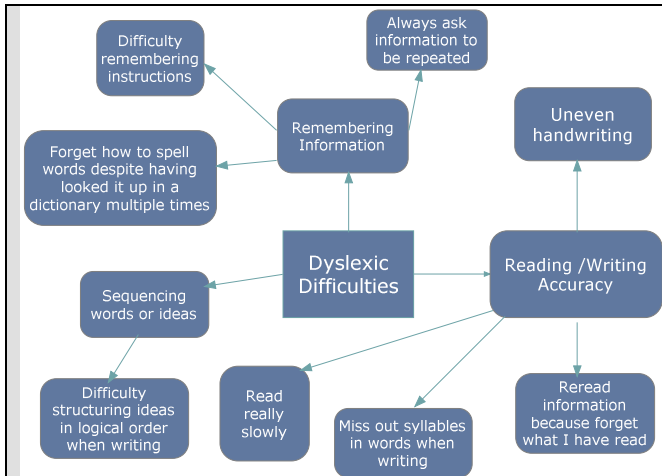 Difficulty
remembering
instructions
Always ask
information to
be repeated
Remembering
Information
Uneven
handwriting
Forget how to spell
words despite having
looked it up in a
dictionary multiple times
Dyslexic
Difficulties
Reading /Writing
Accuracy
Sequencing
words or ideas
Difficulty
structuring ideas
in logical order
when writing
Read
really
slowly
Miss out syllables
in words when
writing
Reread
information
because forget
what I have read